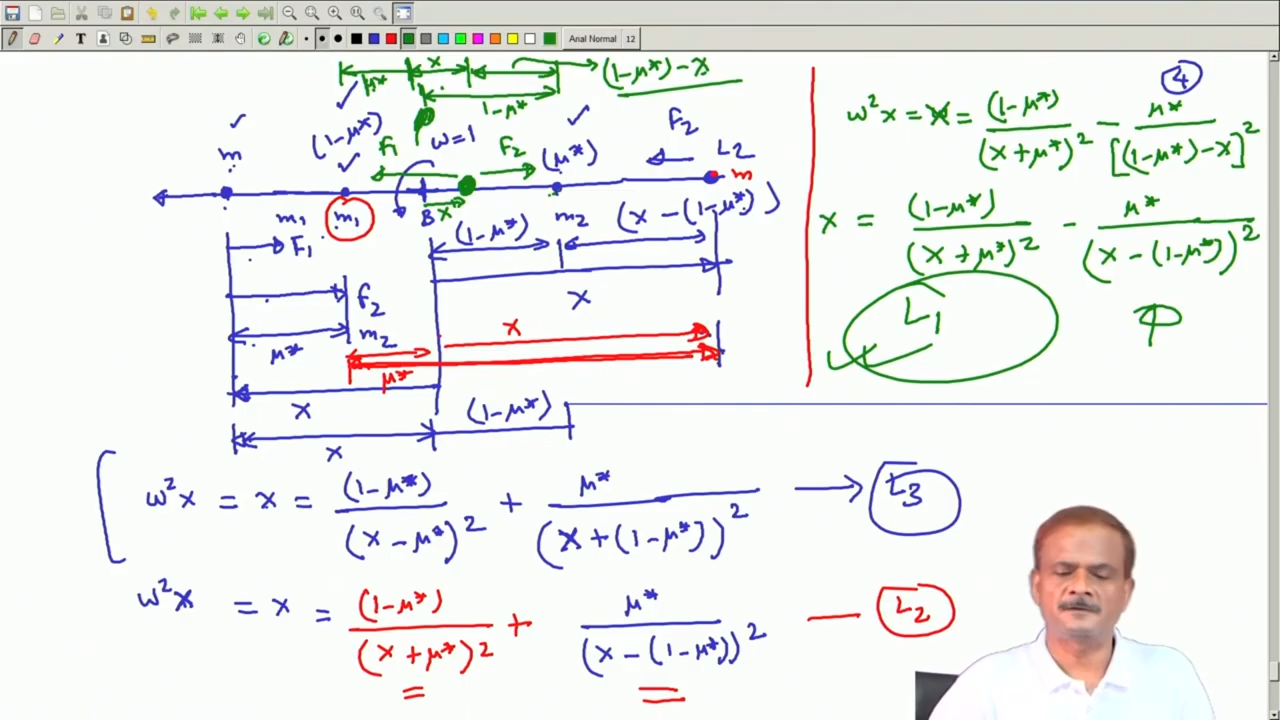 Arial Normal 12
μ* x (1-μ*)-x
1-μ*
(1-μ*) ω=1 F2
m f1 F2 (μ*) L2
m
m1 m1 B x m2 (x-(1-μ*))
F1 (1-μ*)
f2 x
μ* m2 x
μ*
x (1-μ*)
x
ω²x = x = (1-μ*)/(x-μ*)² + μ*/(x+(1-μ*))² → L3
ω²x = x = (1-μ*)/(x+μ*)² + μ*/(x-(1-μ*))² — L2
4
ω²x = x = (1-μ*)/(x+μ*)² - μ*/[(1-μ*)-x]²
x = (1-μ*)/(x+μ*)² - μ*/(x-(1-μ*))²
L1